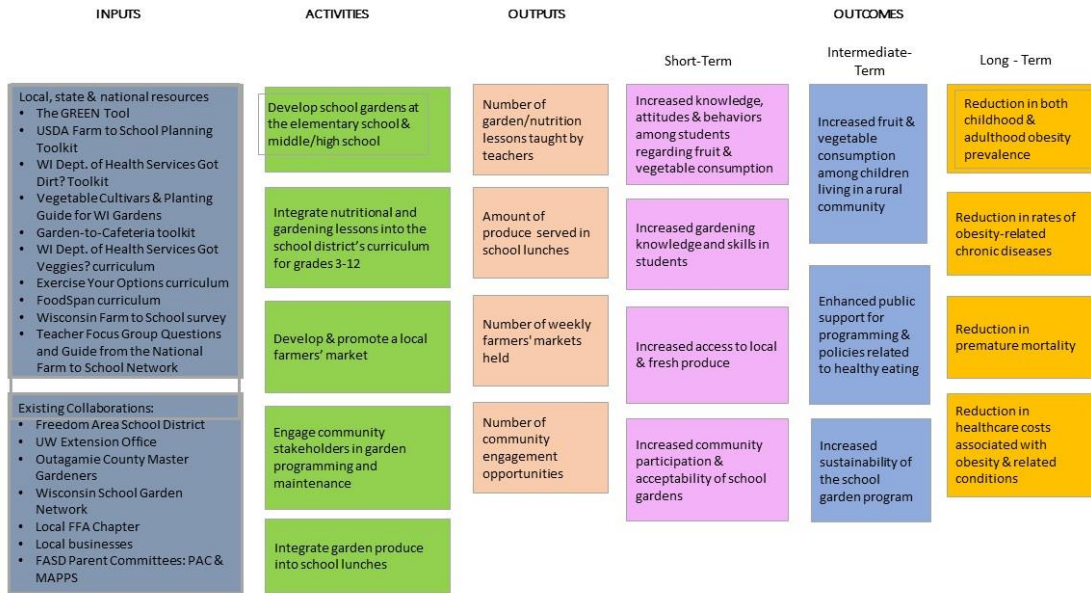 INPUTS
ACTIVITIES
OUTPUTS
OUTCOMES
Short-Term
Intermediate-
Term
Long - Term
Local, state & national resources
• The GREEN Tool
• USDA Farm to School Planning
Toolkit
• WI Dept. of Health Services Got
Dirt? Toolkit
• Vegetable Cultivars & Planting
Guide for WI Gardens
• Garden-to-Cafeteria toolkit
• WI Dept. of Health Services Got
Veggies? curriculum
• Exercise Your Options curriculum
• FoodSpan curriculum
• Wisconsin Farm to School survey
• Teacher Focus Group Questions
and Guide from the National
Farm to School Network
Existing Collaborations:
• Freedom Area School District
• UW Extension Office
• Outagamie County Master
Gardeners
• Wisconsin School Garden
Network
• Local FFA Chapter
• Local businesses
• FASD Parent Committees: PAC &
MAPPS
Develop school gardens at
the elementary school &
middle/high school
Integrate nutritional and
gardening lessons into the
school district's curriculum
for grades 3-12
Develop & promote a local
farmers' market
Engage community
stakeholders in garden
programming and
maintenance
Integrate garden produce
into school lunches
Number of
garden/nutrition
lessons taught by
teachers
Amount of
produce served in
school lunches
Number of weekly
farmers' markets
held
Number of
community
engagement
opportunities
Increased knowledge,
attitudes & behaviors
among students
regarding fruit &
vegetable consumption
Increased gardening
knowledge and skills in
students
Increased access to local
& fresh produce
Increased community
participation &
acceptability of school
gardens
Increased fruit &
vegetable
consumption
among children
living in a rural
community
Enhanced public
support for
programming &
policies related
to healthy eating
Increased
sustainability of
the school
garden program
Reduction in both
childhood &
adulthood obesity
prevalence
Reduction in rates of
obesity-related
chronic diseases
Reduction in
premature mortality
Reduction in
healthcare costs
associated with
obesity & related
conditions